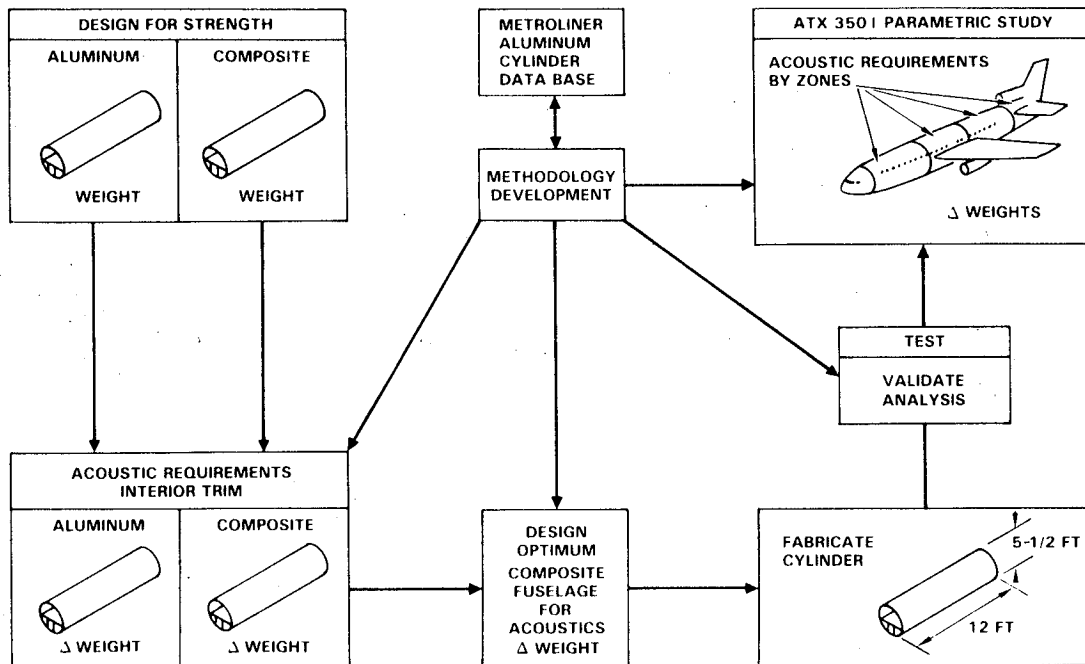 DESIGN FOR STRENGTH
ALUMINUM
WEIGHT
COMPOSITE
WEIGHT
METROLINER
ALUMINUM
CYLINDER
DATA BASE
METHODOLOGY
DEVELOPMENT
ATX 350 I PARAMETRIC STUDY
ACOUSTIC REQUIREMENTS
BY ZONES
Δ WEIGHTS
TEST
VALIDATE
ANALYSIS
ACOUSTIC REQUIREMENTS
INTERIOR TRIM
ALUMINUM
Δ WEIGHT
COMPOSITE
Δ WEIGHT
DESIGN
OPTIMUM
COMPOSITE
FUSELAGE
FOR
ACOUSTICS
Δ WEIGHT
FABRICATE
CYLINDER
5-1/2 FT
12 FT